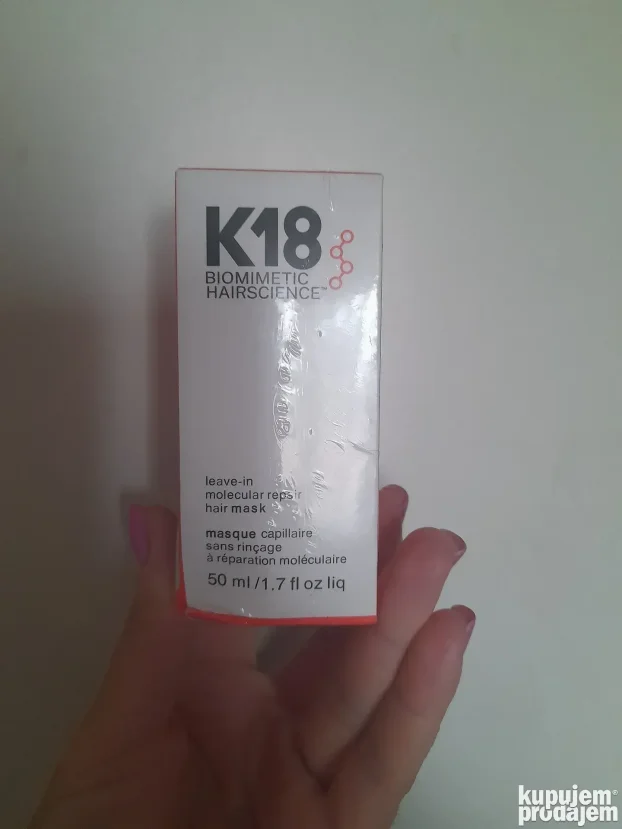 K18
BIOMIMETIC
HAIRSCIENCE™
leave-in
molecular repair
hair mask
masque capillaire
sans rinçage
à réparation moléculaire
50 ml /1.7 fl oz liq
kupujem®
prodajem